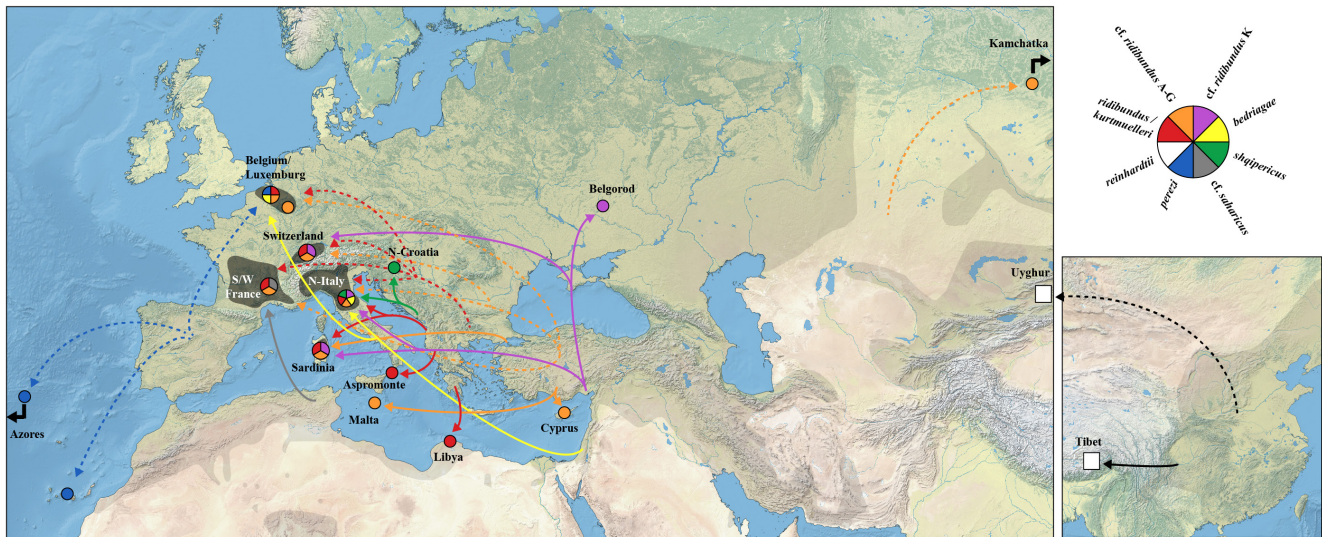 Kamchatka
Belgium/
Luxemburg
Belgorod
Switzerland
N-Croatia
S/W
France
N-Italy
Uyghur
Sardinia
Aspromonte
Malta
Cyprus
Azores
Libya
Tibet
cf. ridibundus A-G
cf. ridibundus K
ridibundus /
kurtmuelleri
bedriagae
reinhardtii
shqipericus
perezi
cf. saharicus